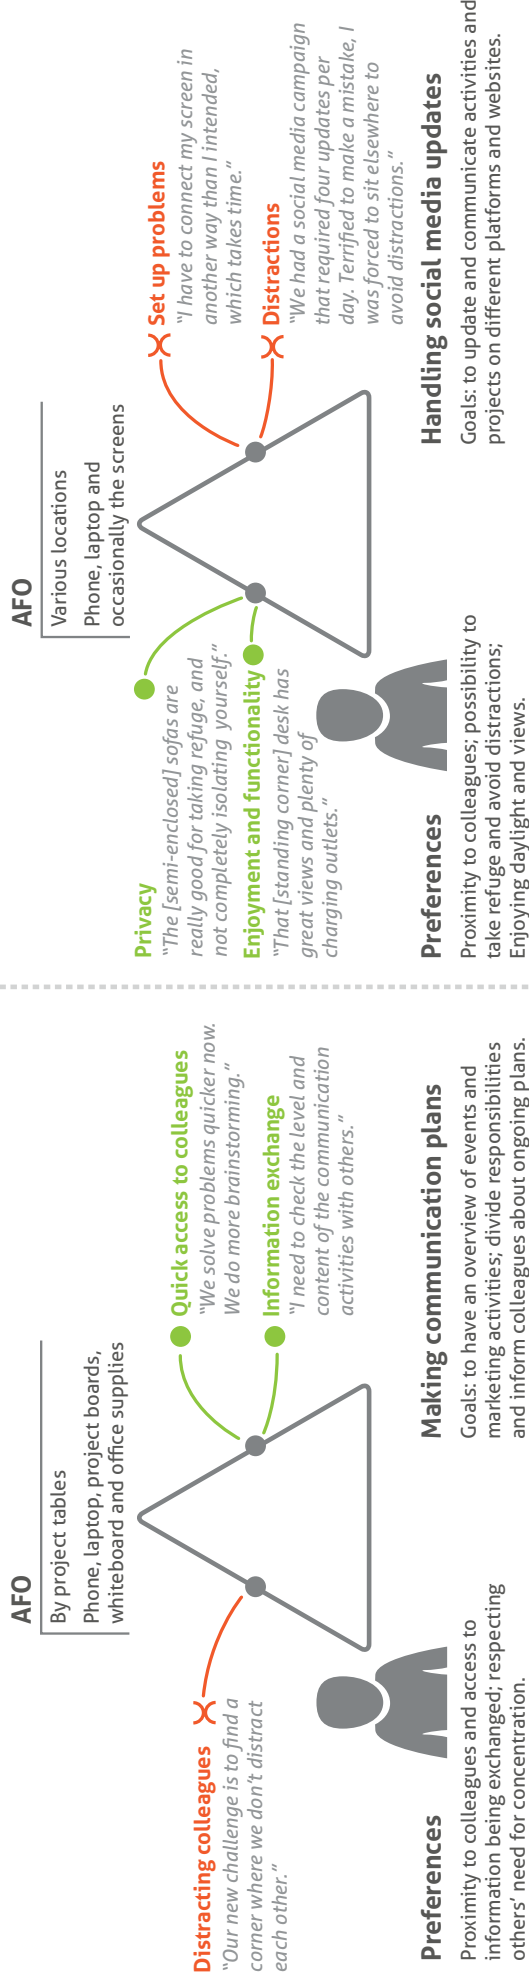 AFO
By project tables
Phone, laptop, project boards,
whiteboard and office supplies
Distracting colleagues
“Our new challenge is to find a
corner where we don’t distract
each other.”
Quick access to colleagues
“We solve problems quicker now.
We do more brainstorming.”
Information exchange
“I need to check the level and
content of the communication
activities with others.”
Preferences
Proximity to colleagues and access to
information being exchanged; respecting
others’ need for concentration.
Making communication plans
Goals: to have an overview of events and
marketing activities; divide responsibilities
and inform colleagues about ongoing plans.
AFO
Various locations
Phone, laptop and
occasionally the screens
Privacy
“The [semi-enclosed] sofas are
really good for taking refuge, and
not completely isolating yourself.”
Enjoyment and functionality
“That [standing corner] desk has
great views and plenty of
charging outlets.”
Set up problems
“I have to connect my screen in
another way than I intended,
which takes time.”
Distractions
“We had a social media campaign
that required four updates per
day. Terrified to make a mistake, I
was forced to sit elsewhere to
avoid distractions.”
Preferences
Proximity to colleagues; possibility to
take refuge and avoid distractions;
Enjoying daylight and views.
Handling social media updates
Goals: to update and communicate activities and
projects on different platforms and websites.